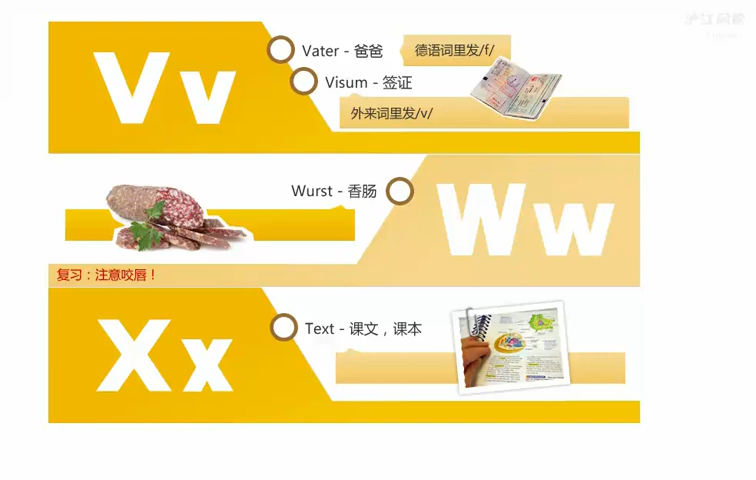 Vv
Vater - 爸爸
德语词里发/f/
Visum - 签证
外来词里发/v/
Wurst - 香肠
Ww
复习：注意咬唇！
Xx
Text - 课文，课本